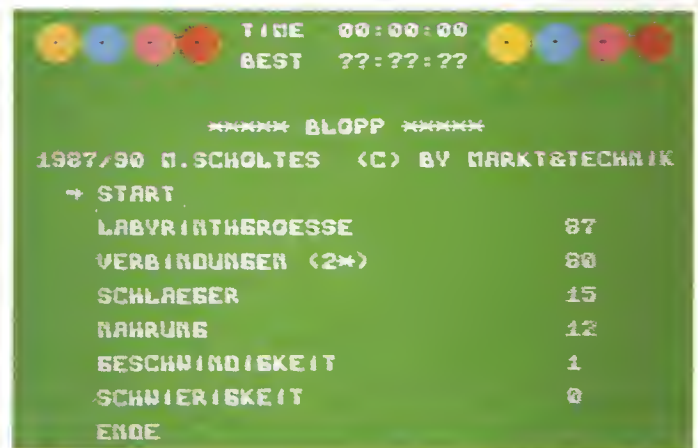 TIME 00:00:00
BEST ??:??:??
***** BLOPP *****
1987/90 M.SCHOLTES (C) BY MARKT&TECHNIK
→ START
LABYRINTHGROESSE 87
VERBINDUNGEN (2*) 80
SCHLAEGER 15
NAHRUNG 12
GESCHWINDIGKEIT 1
SCHWIERIGKEIT 0
ENDE